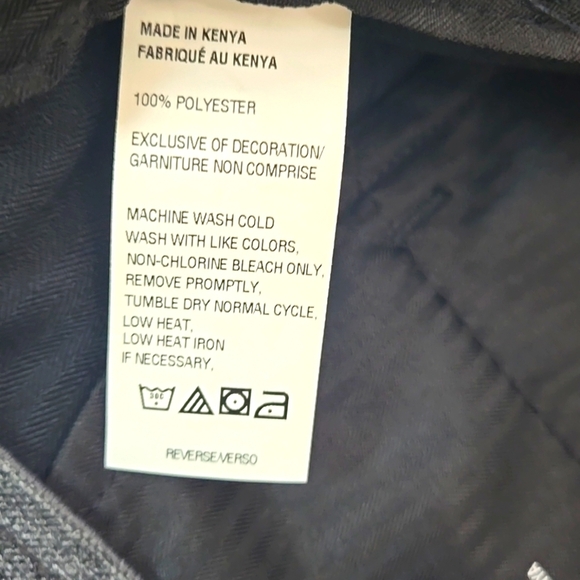 MADE IN KENYA
FABRIQUÉ AU KENYA
100% POLYESTER
EXCLUSIVE OF DECORATION/
GARNITURE NON COMPRISE
MACHINE WASH COLD
WASH WITH LIKE COLORS,
NON-CHLORINE BLEACH ONLY,
REMOVE PROMPTLY,
TUMBLE DRY NORMAL CYCLE,
LOW HEAT,
LOW HEAT IRON
IF NECESSARY,
REVERSE/VERSO